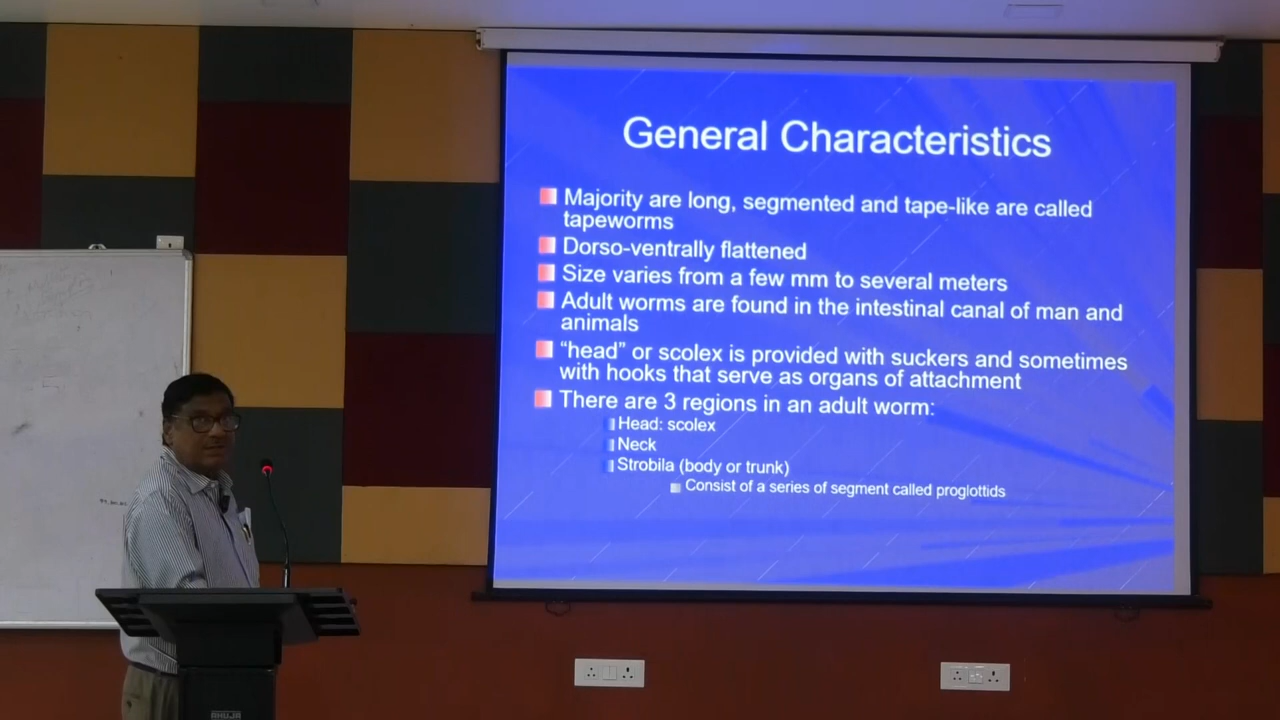 General Characteristics
Majority are long, segmented and tape-like are called
tapeworms
Dorso-ventrally flattened
Size varies from a few mm to several meters
Adult worms are found in the intestinal canal of man and
animals
“head” or scolex is provided with suckers and sometimes
with hooks that serve as organs of attachment
There are 3 regions in an adult worm:
Head: scolex
Neck
Strobila (body or trunk)
Consist of a series of segment called proglottids
AHUJA